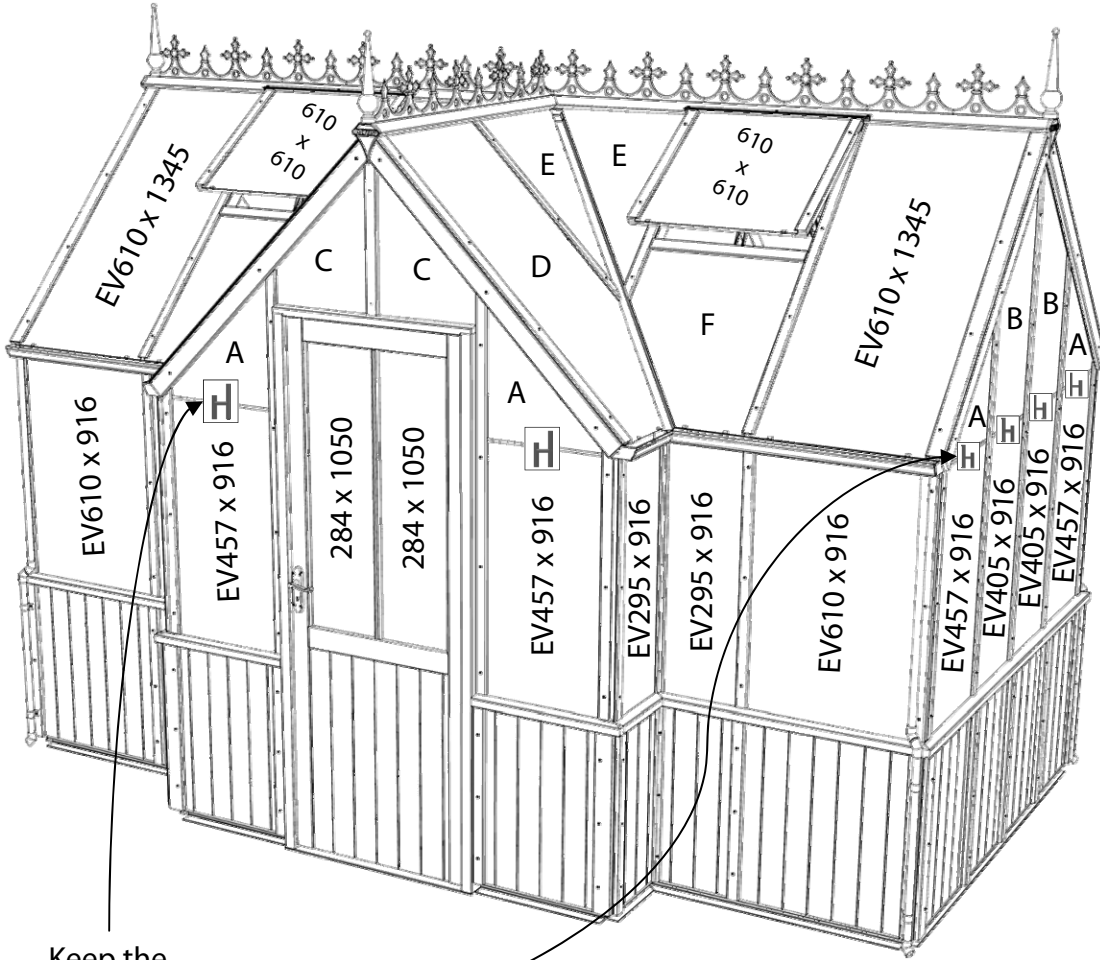 610
x
610
610
x
610
EV610 x 1345
E
E
D
C
C
F
EV610 x 1345
B
B
A
A
A
A
H
H
H
H
H
H
EV610 x 916
EV457 x 916
284 x 1050
284 x 1050
EV457 x 916
EV295 x 916
EV295 x 916
EV610 x 916
EV457 x 916
EV405 x 916
EV405 x 916
EV457 x 916
Keep the